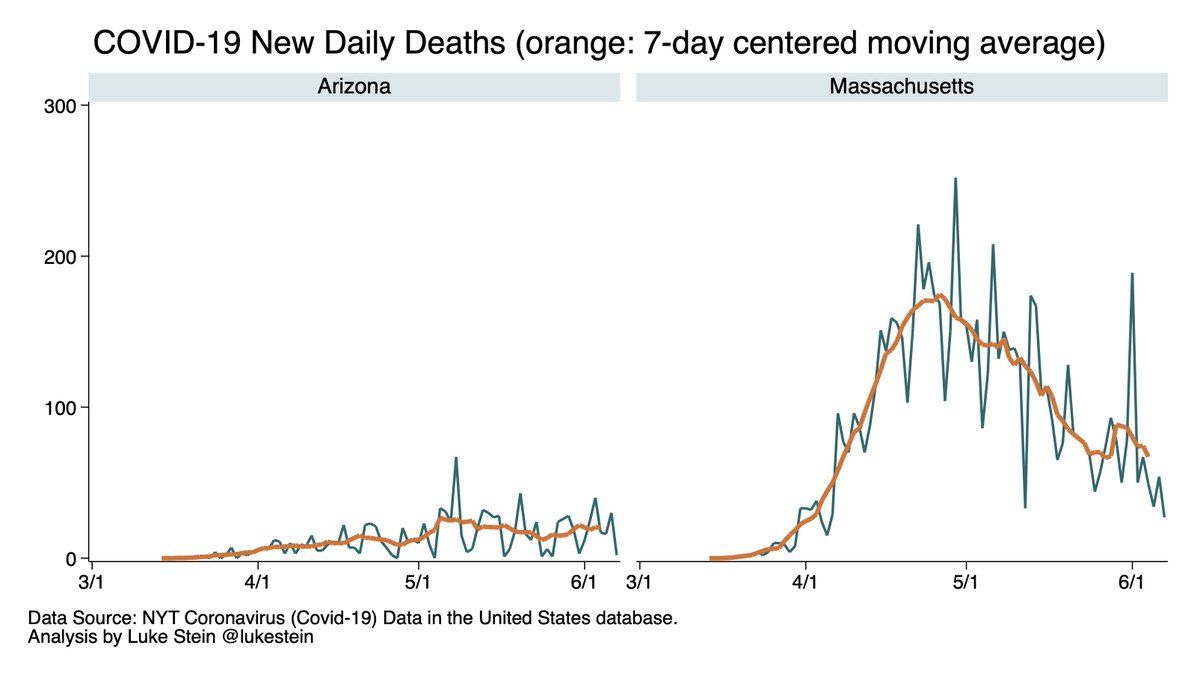 COVID-19 New Daily Deaths (orange: 7-day centered moving average)
Arizona
Massachusetts
300
200
100
0
3/1
4/1
5/1
6/1
3/1
4/1
5/1
6/1
Data Source: NYT Coronavirus (Covid-19) Data in the United States database.
Analysis by Luke Stein @lukestein